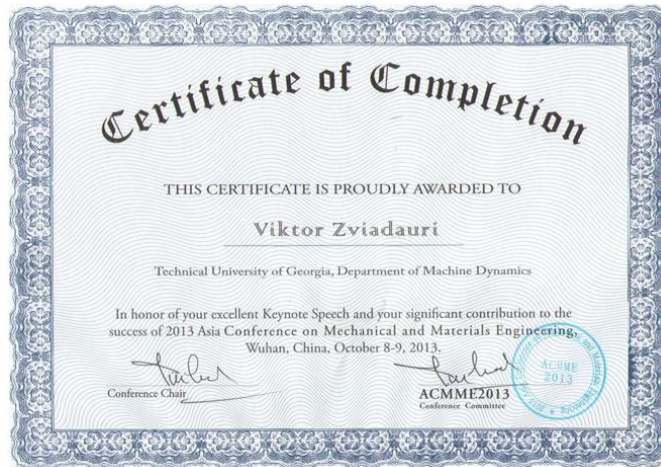 Certificate of Completion
THIS CERTIFICATE IS PROUDLY AWARDED TO
Viktor Zviadauri
Technical University of Georgia, Department of Machine Dynamics
In honor of your excellent Keynote Speech and your significant contribution to the
success of 2013 Asia Conference on Mechanical and Materials Engineering,
Wuhan, China, October 8-9, 2013.
Conference Chair
ACMME2013
Conference Committee
ACMME
2013